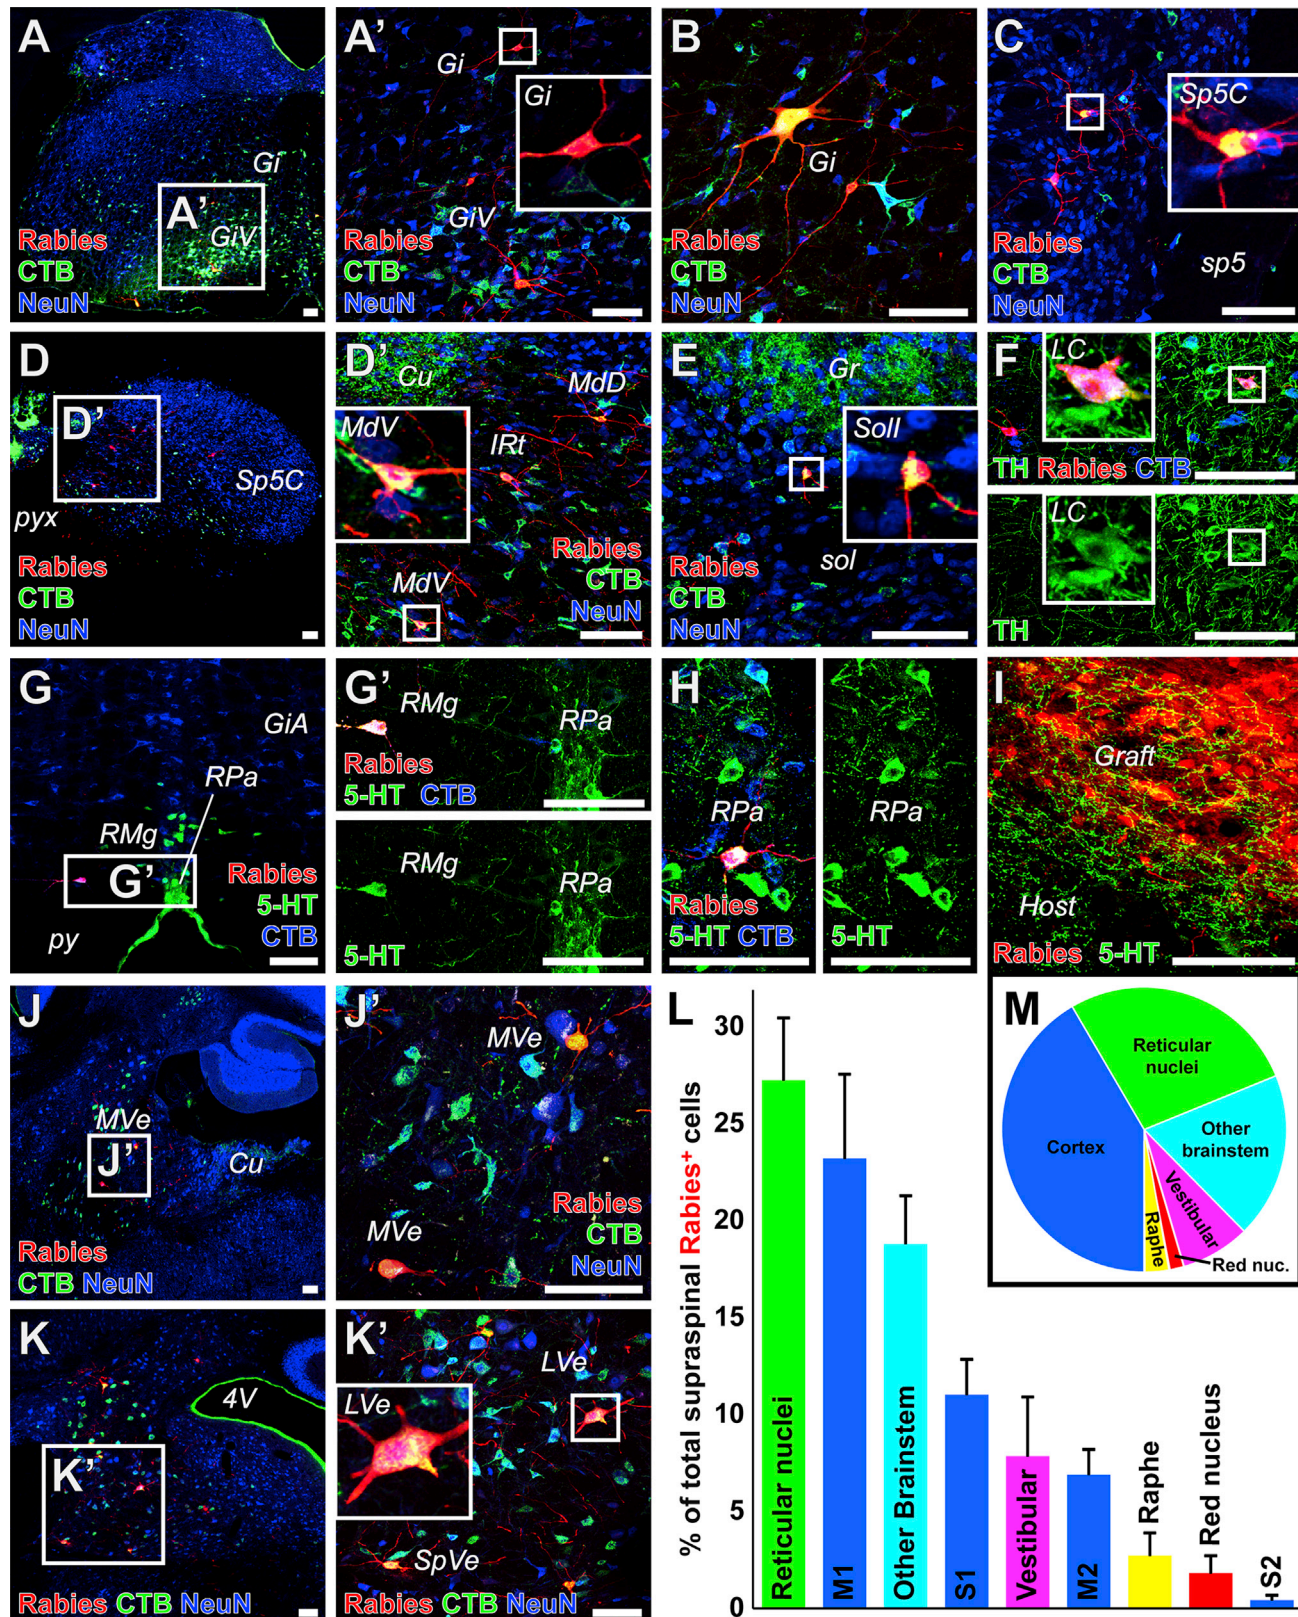 A
Gi
A'
GiV
Rabies
CTB
NeuN
A'
Gi
Gi
GiV
Rabies
CTB
NeuN
B
Gi
Rabies
CTB
NeuN
C
Sp5C
sp5
Rabies
CTB
NeuN
D
D'
Sp5C
pyx
Rabies
CTB
NeuN
D'
Cu
MdD
MdV
IRt
MdV
Rabies
CTB
NeuN
E
Gr
SolI
sol
Rabies
CTB
NeuN
F
LC
TH Rabies CTB
LC
TH
G
GiA
RPa
RMg
G'
py
Rabies
5-HT
CTB
G'
RMg
RPa
Rabies
5-HT CTB
RMg
RPa
5-HT
H
RPa
Rabies
5-HT CTB
RPa
5-HT
I
Graft
Host
Rabies 5-HT
J
MVe
J'
Cu
Rabies
CTB NeuN
J'
MVe
MVe
Rabies
CTB
NeuN
K
4V
K'
Rabies CTB NeuN
K'
LVe
LVe
SpVe
Rabies CTB NeuN
L
% of total supraspinal Rabies+ cells
30
25
20
15
10
5
0
Reticular nuclei
M1
Other Brainstem
S1
Vestibular
M2
Raphe
Red nucleus
S2
M
Reticular
nuclei
Other
brainstem
Cortex
Vestibular
Raphe
Red nuc.